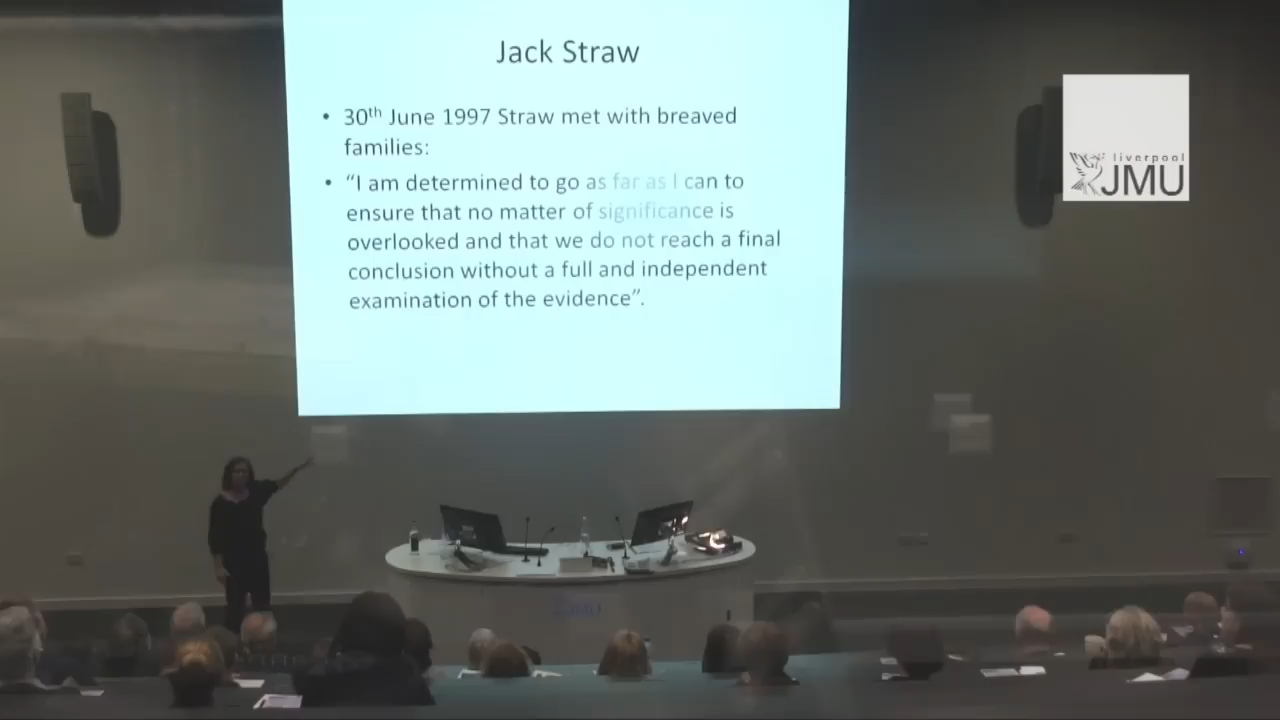 Jack Straw
• 30th June 1997 Straw met with breaved
families:
• “I am determined to go as far as I can to
ensure that no matter of significance is
overlooked and that we do not reach a final
conclusion without a full and independent
examination of the evidence”.
liverpool
JMU
JMU